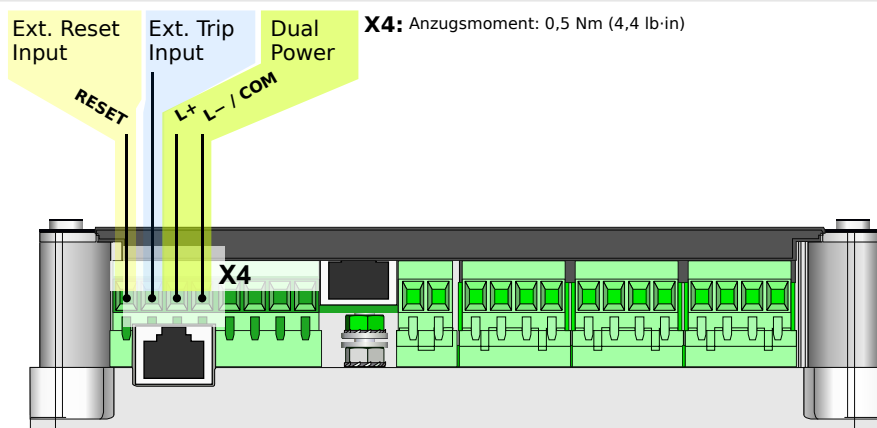 Ext. Reset
Input
Ext. Trip
Input
Dual
Power
X4: Anzugsmoment: 0,5 Nm (4,4 lb·in)
RESET
L+
L− / COM
X4